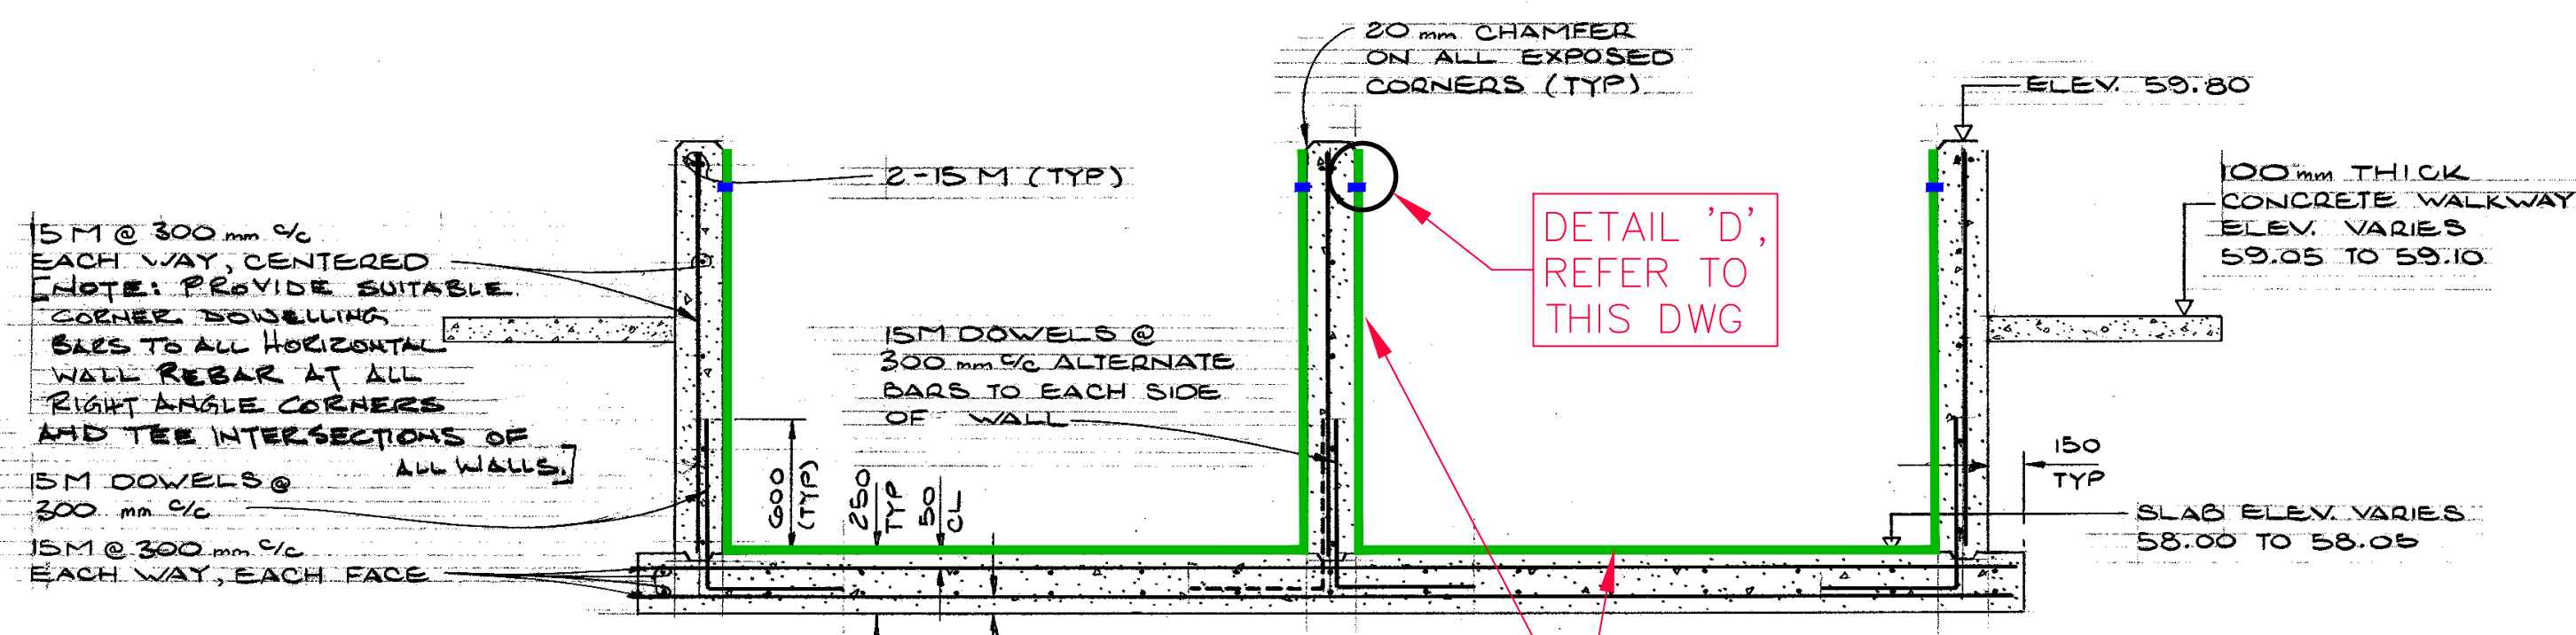 20 mm CHAMFER
ON ALL EXPOSED
CORNERS (TYP)
ELEV. 59.80
2-15 M (TYP)
100 mm THICK
CONCRETE WALKWAY
ELEV. VARIES
59.05 TO 59.10
15 M @ 300 mm c/c
EACH WAY, CENTERED
[NOTE: PROVIDE SUITABLE
CORNER DOWELLING
BARS TO ALL HORIZONTAL
WALL REBAR AT ALL
RIGHT ANGLE CORNERS
AND TEE INTERSECTIONS OF
ALL WALLS.]
DETAIL 'D',
REFER TO
THIS DWG
15M DOWELS @
300 mm c/c ALTERNATE
BARS TO EACH SIDE
OF WALL
15M DOWELS @
300 mm c/c
15M @ 300 mm c/c
EACH WAY, EACH FACE
600
(TYP)
250
TYP
50
CL
150
TYP
SLAB ELEV. VARIES
58.00 TO 58.05